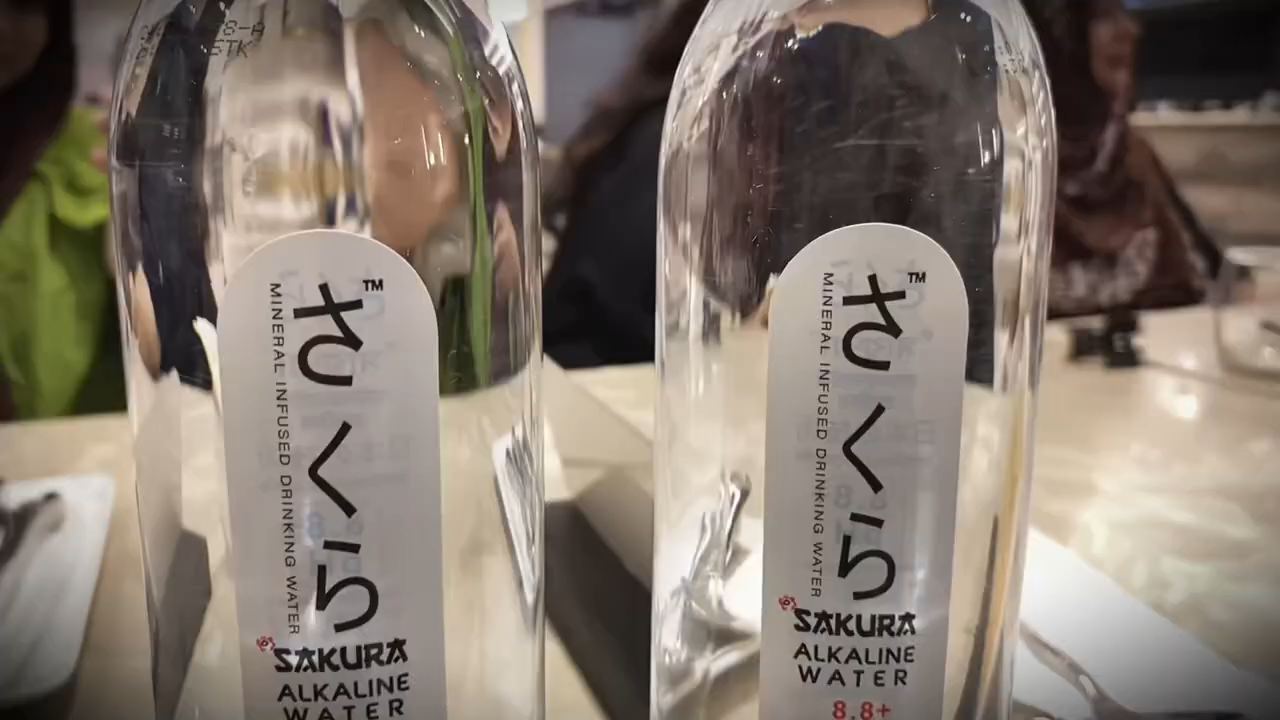 さくら™
MINERAL INFUSED DRINKING WATER
SAKURA
ALKALINE
WATER
さくら™
MINERAL INFUSED DRINKING WATER
SAKURA
ALKALINE
WATER
8.8+